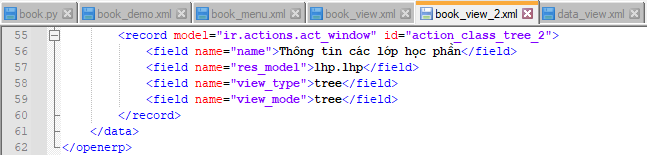 book.py book_demo.xml book_menu.xml book_view.xml book_view_2.xml data_view.xml
55 <record model="ir.actions.act_window" id="action_class_tree_2">
56 <field name="name">Thông tin các lớp học phần</field>
57 <field name="res_model">lhp.lhp</field>
58 <field name="view_type">tree</field>
59 <field name="view_mode">tree</field>
60 </record>
61 </data>
62 </openerp>